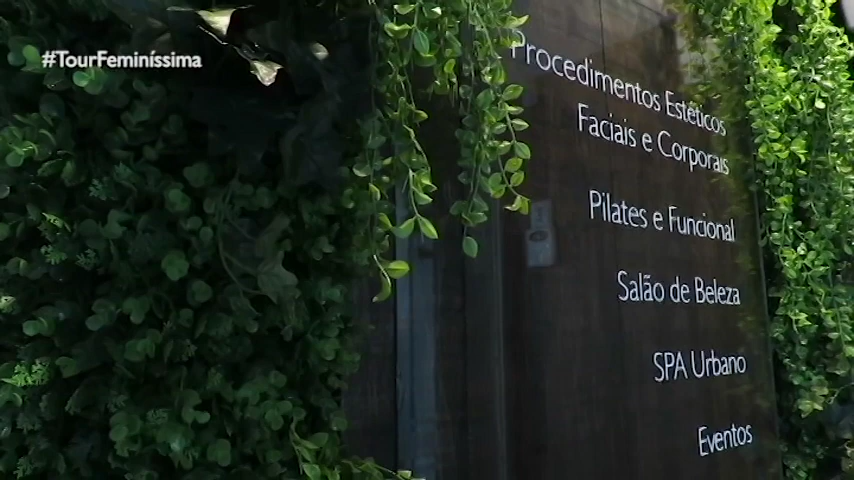 #TourFeminíssima
Procedimentos Estéticos
Faciais e Corporais
Pilates e Funcional
Salão de Beleza
SPA Urbano
Eventos